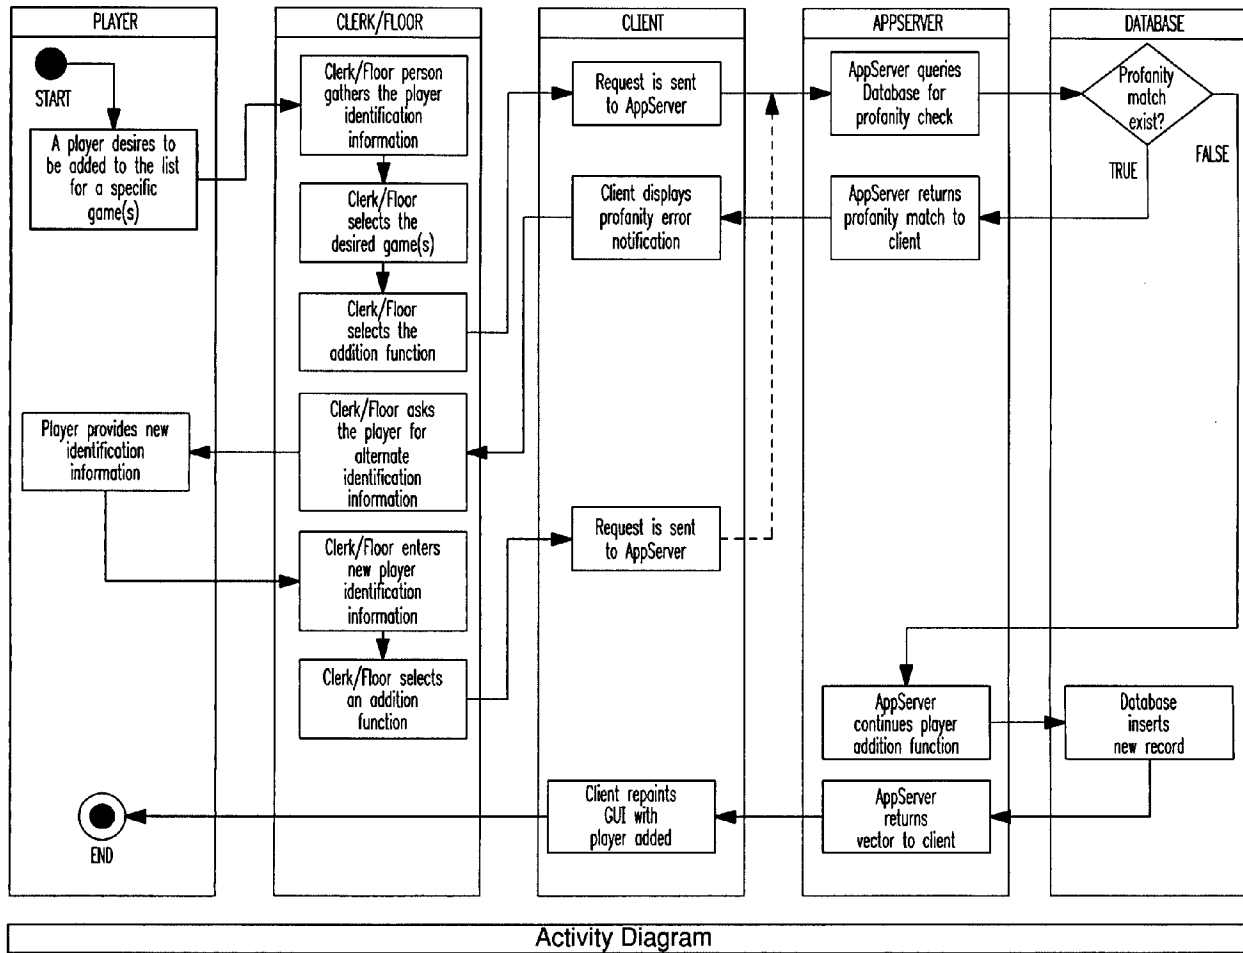 PLAYER
CLERK/FLOOR
CLIENT
APPSERVER
DATABASE
START
A player desires to
be added to the list
for a specific
game(s)
Clerk/Floor person
gathers the player
identification
information
Clerk/Floor
selects the
desired game(s)
Clerk/Floor
selects the
addition function
Request is sent
to AppServer
AppServer queries
Database for
profanity check
Profanity
match
exist?
TRUE
FALSE
AppServer returns
profanity match to
client
Client displays
profanity error
notification
Clerk/Floor asks
the player for
alternate
identification
information
Player provides new
identification
information
Clerk/Floor enters
new player
identification
information
Clerk/Floor selects
an addition
function
Request is sent
to AppServer
AppServer
continues player
addition function
Database
inserts
new record
AppServer
returns
vector to client
Client repaints
GUI with
player added
END
Activity Diagram